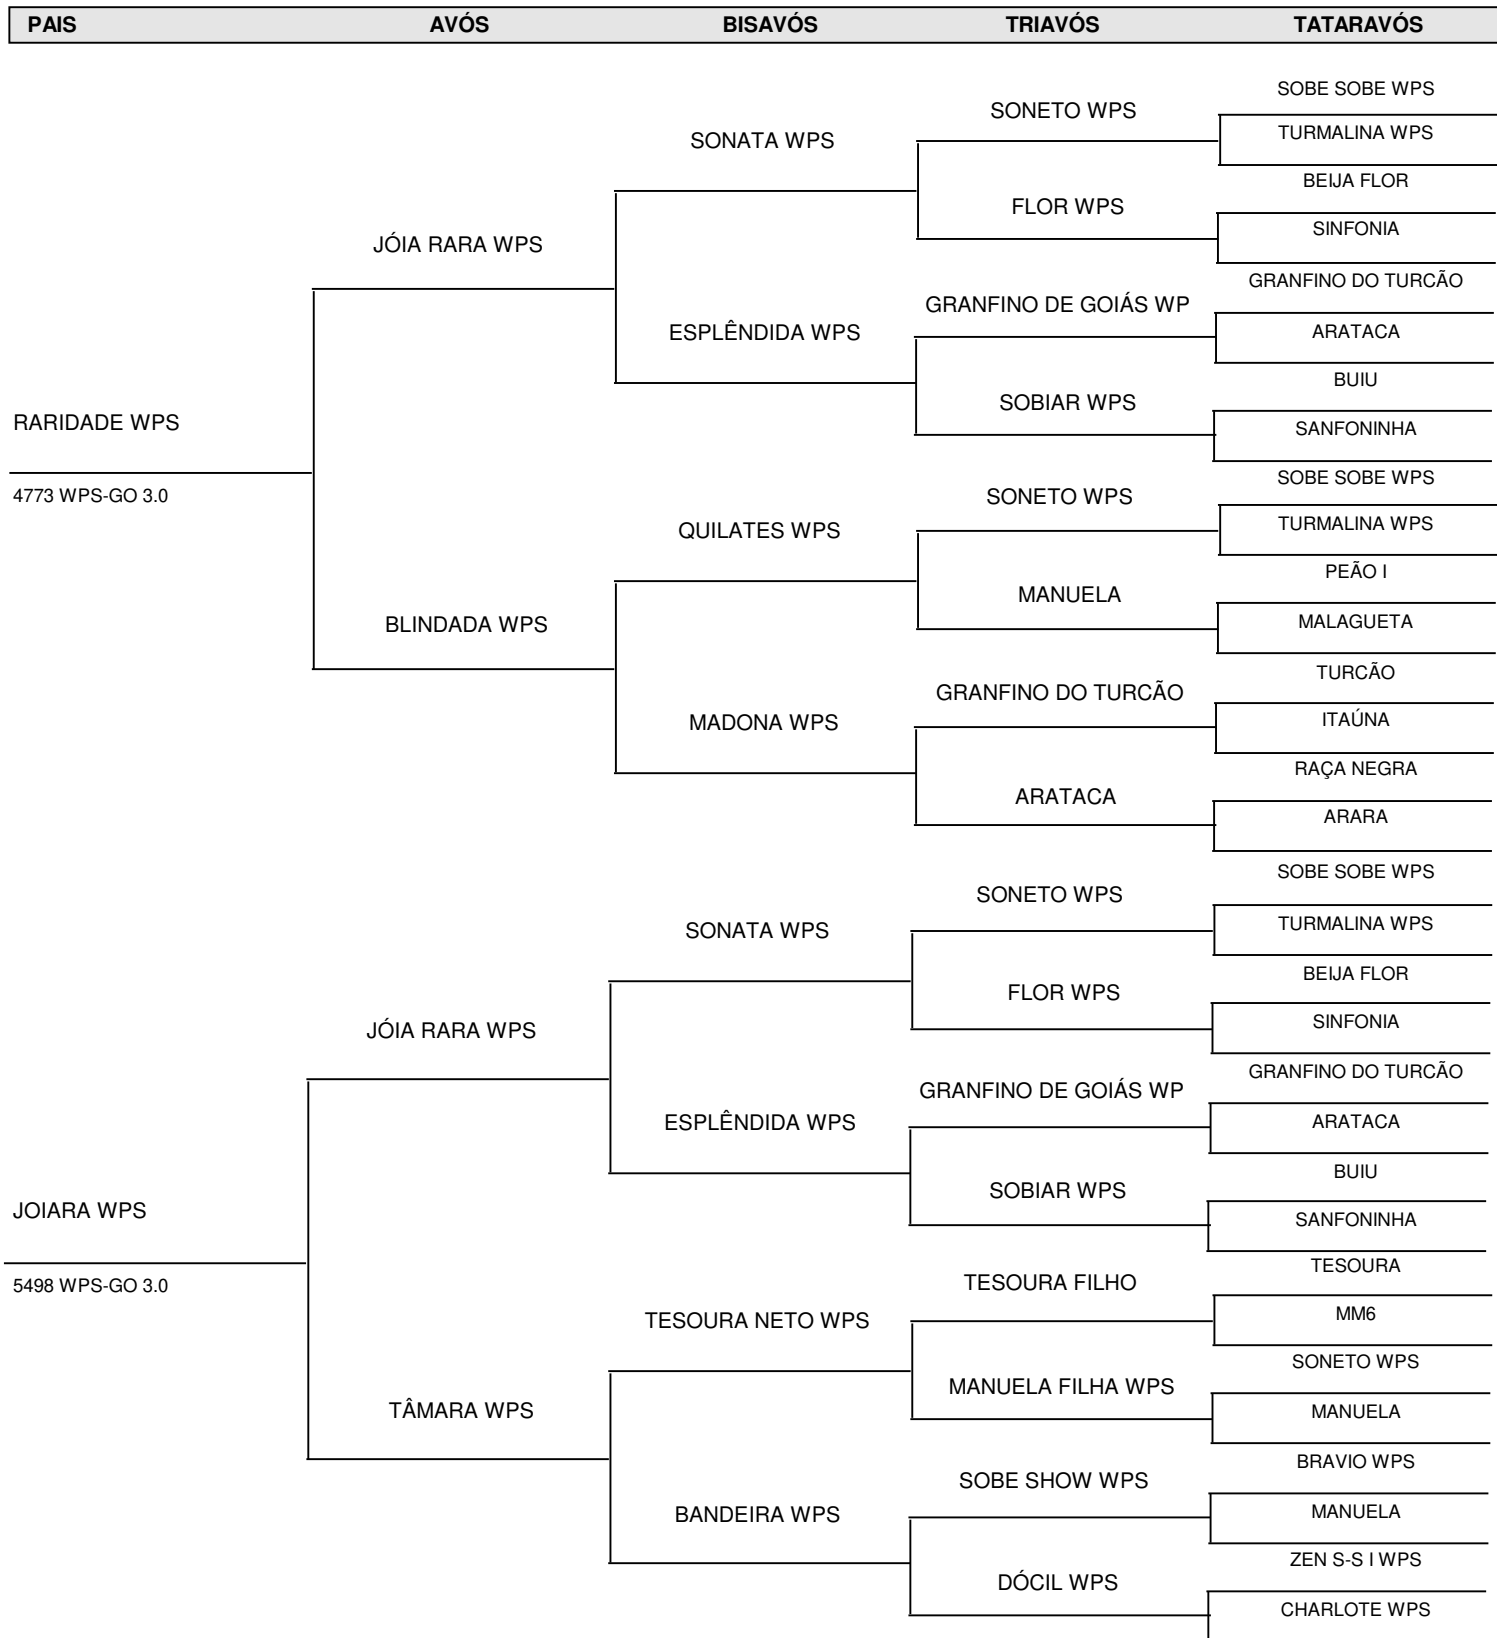 PAIS AVÓS BISAVÓS TRIAVÓS TATARAVÓS
SOBE SOBE WPS
SONETO WPS
TURMALINA WPS
SONATA WPS
BEIJA FLOR
FLOR WPS
SINFONIA
JÓIA RARA WPS
GRANFINO DO TURCÃO
GRANFINO DE GOIÁS WP
ARATACA
ESPLÊNDIDA WPS
BUIU
SOBIAR WPS
SANFONINHA
RARIDADE WPS
4773 WPS-GO 3.0
SOBE SOBE WPS
SONETO WPS
TURMALINA WPS
QUILATES WPS
PEÃO I
MANUELA
MALAGUETA
BLINDADA WPS
TURCÃO
GRANFINO DO TURCÃO
ITAÚNA
MADONA WPS
RAÇA NEGRA
ARATACA
ARARA
SOBE SOBE WPS
SONETO WPS
TURMALINA WPS
SONATA WPS
BEIJA FLOR
FLOR WPS
SINFONIA
JÓIA RARA WPS
GRANFINO DO TURCÃO
GRANFINO DE GOIÁS WP
ARATACA
ESPLÊNDIDA WPS
BUIU
SOBIAR WPS
SANFONINHA
JOIARA WPS
5498 WPS-GO 3.0
TESOURA
TESOURA FILHO
MM6
TESOURA NETO WPS
SONETO WPS
MANUELA FILHA WPS
MANUELA
TÂMARA WPS
BRAVIO WPS
SOBE SHOW WPS
MANUELA
BANDEIRA WPS
ZEN S-S I WPS
DÓCIL WPS
CHARLOTE WPS